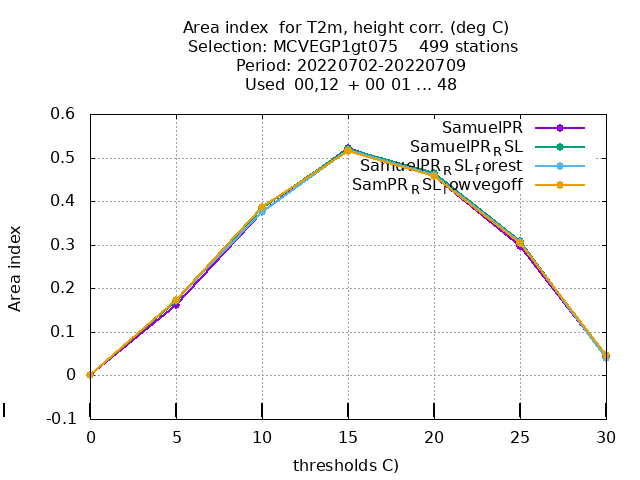 Area index  for T2m, height corr. (deg C)
Selection: MCVEGP1gt075    499 stations
Period: 20220702-20220709
Used  00,12  + 00 01 ... 48
0.6
0.5
0.4
0.3
0.2
0.1
0
-0.1
Area index
SamuelPR
SamuelPR_RSL
SamuelPR_RSL_forest
SamPR_RSL_lowvegoff
0 5 10 15 20 25 30
thresholds C)